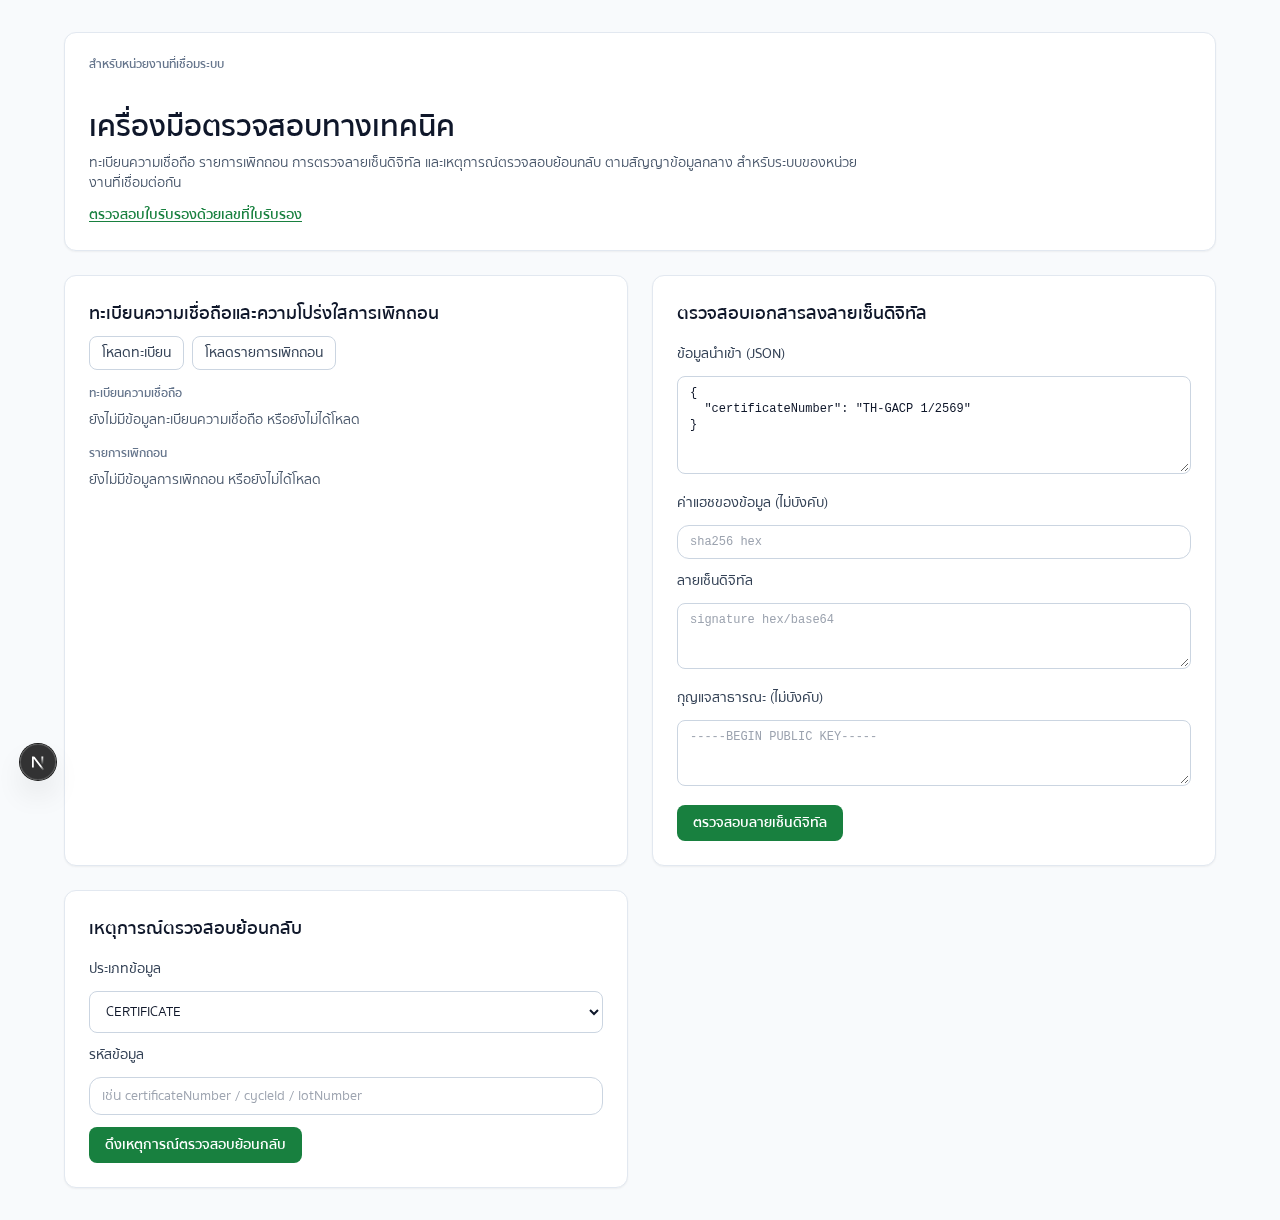 สำหรับหน่วยงานที่เชื่อมระบบ
เครื่องมือตรวจสอบทางเทคนิค
ทะเบียนความเชื่อถือ รายการเพิกถอน การตรวจลายเซ็นดิจิทัล และเหตุการณ์ตรวจสอบย้อนกลับ ตามสัญญาข้อมูลกลาง สำหรับระบบของหน่วย
งานที่เชื่อมต่อกัน
ตรวจสอบใบรับรองด้วยเลขที่ใบรับรอง
ทะเบียนความเชื่อถือและความโปร่งใสการเพิกถอน
โหลดทะเบียน
โหลดรายการเพิกถอน
ทะเบียนความเชื่อถือ
ยังไม่มีข้อมูลทะเบียนความเชื่อถือ หรือยังไม่ได้โหลด
รายการเพิกถอน
ยังไม่มีข้อมูลการเพิกถอน หรือยังไม่ได้โหลด
ตรวจสอบเอกสารลงลายเซ็นดิจิทัล
ข้อมูลนำเข้า (JSON)
{
  "certificateNumber": "TH-GACP 1/2569"
}
ค่าแฮชของข้อมูล (ไม่บังคับ)
sha256 hex
ลายเซ็นดิจิทัล
signature hex/base64
กุญแจสาธารณะ (ไม่บังคับ)
-----BEGIN PUBLIC KEY-----
ตรวจสอบลายเซ็นดิจิทัล
เหตุการณ์ตรวจสอบย้อนกลับ
ประเภทข้อมูล
CERTIFICATE
รหัสข้อมูล
เช่น certificateNumber / cycleId / lotNumber
ดึงเหตุการณ์ตรวจสอบย้อนกลับ